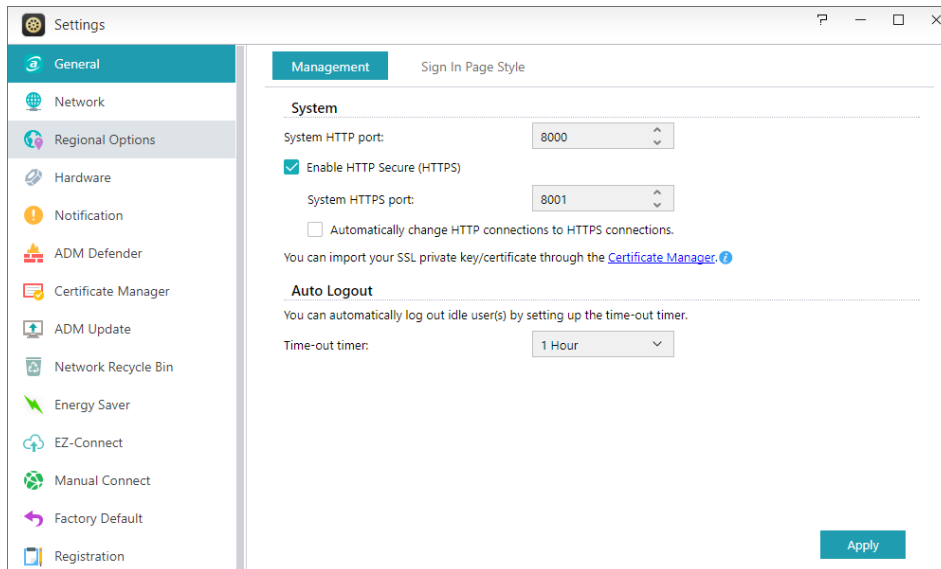 Settings
General
Network
Regional Options
Hardware
Notification
ADM Defender
Certificate Manager
ADM Update
Network Recycle Bin
Energy Saver
EZ-Connect
Manual Connect
Factory Default
Registration
Management
Sign In Page Style
System
System HTTP port:
8000
Enable HTTP Secure (HTTPS)
System HTTPS port:
8001
Automatically change HTTP connections to HTTPS connections.
You can import your SSL private key/certificate through the Certificate Manager.
Auto Logout
You can automatically log out idle user(s) by setting up the time-out timer.
Time-out timer:
1 Hour
Apply